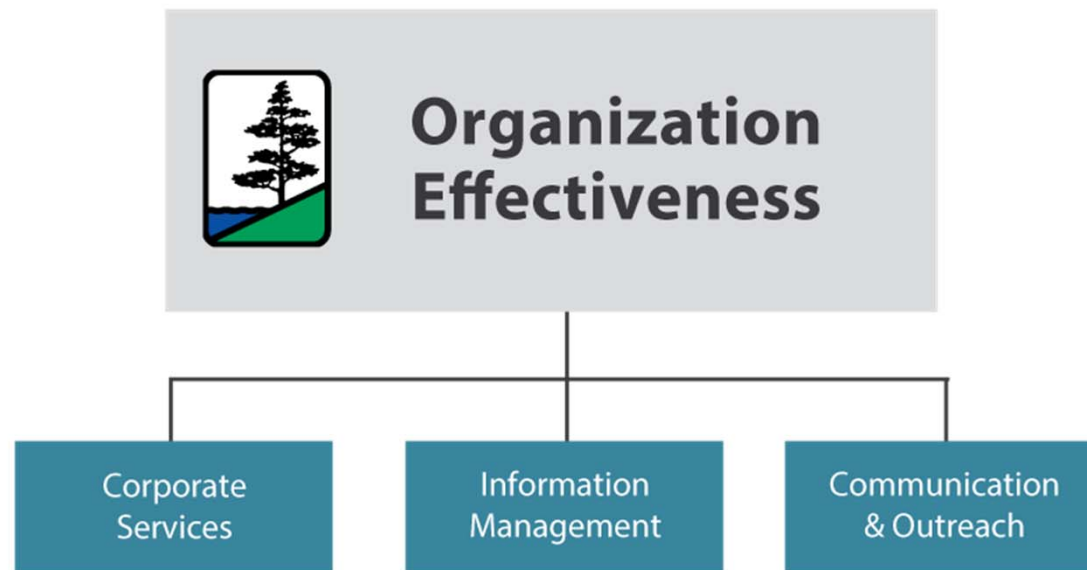 Organization
Effectiveness
Corporate
Services
Information
Management
Communication
& Outreach